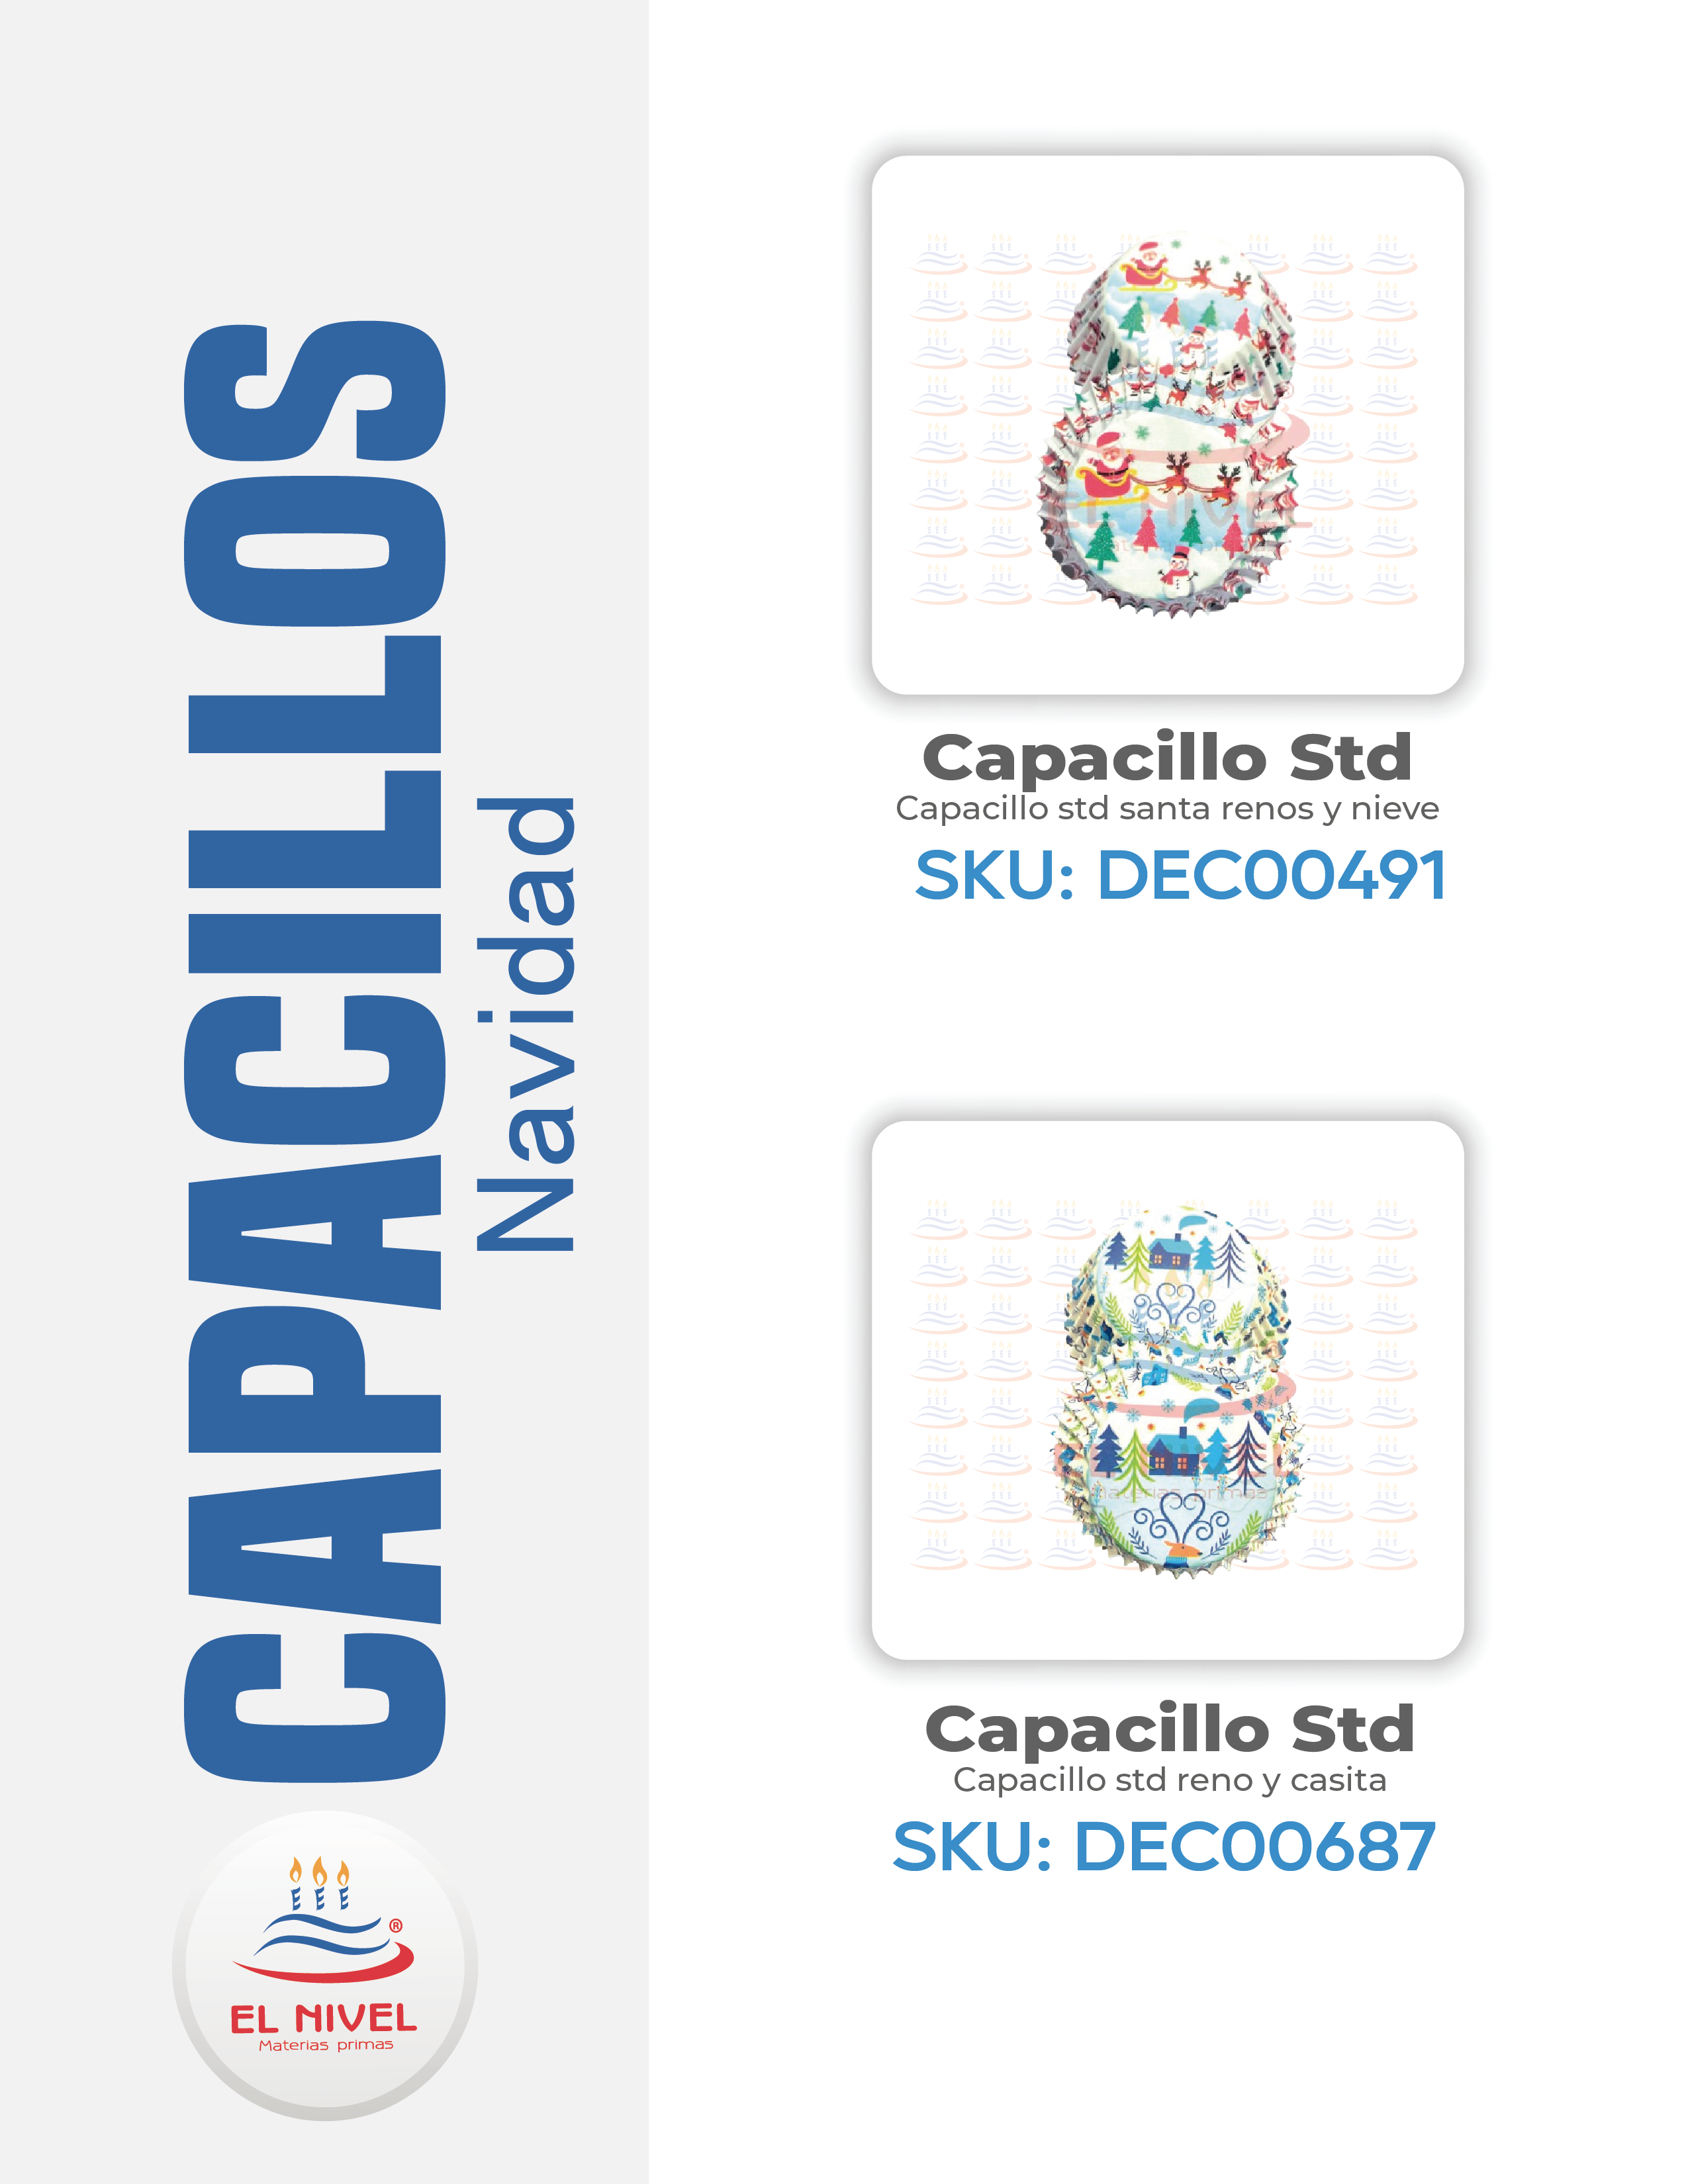 CAPACILLOS
Navidad
EL NIVEL
Materias primas
Capacillo Std
Capacillo std santa renos y nieve
SKU: DEC00491
Capacillo Std
Capacillo std reno y casita
SKU: DEC00687